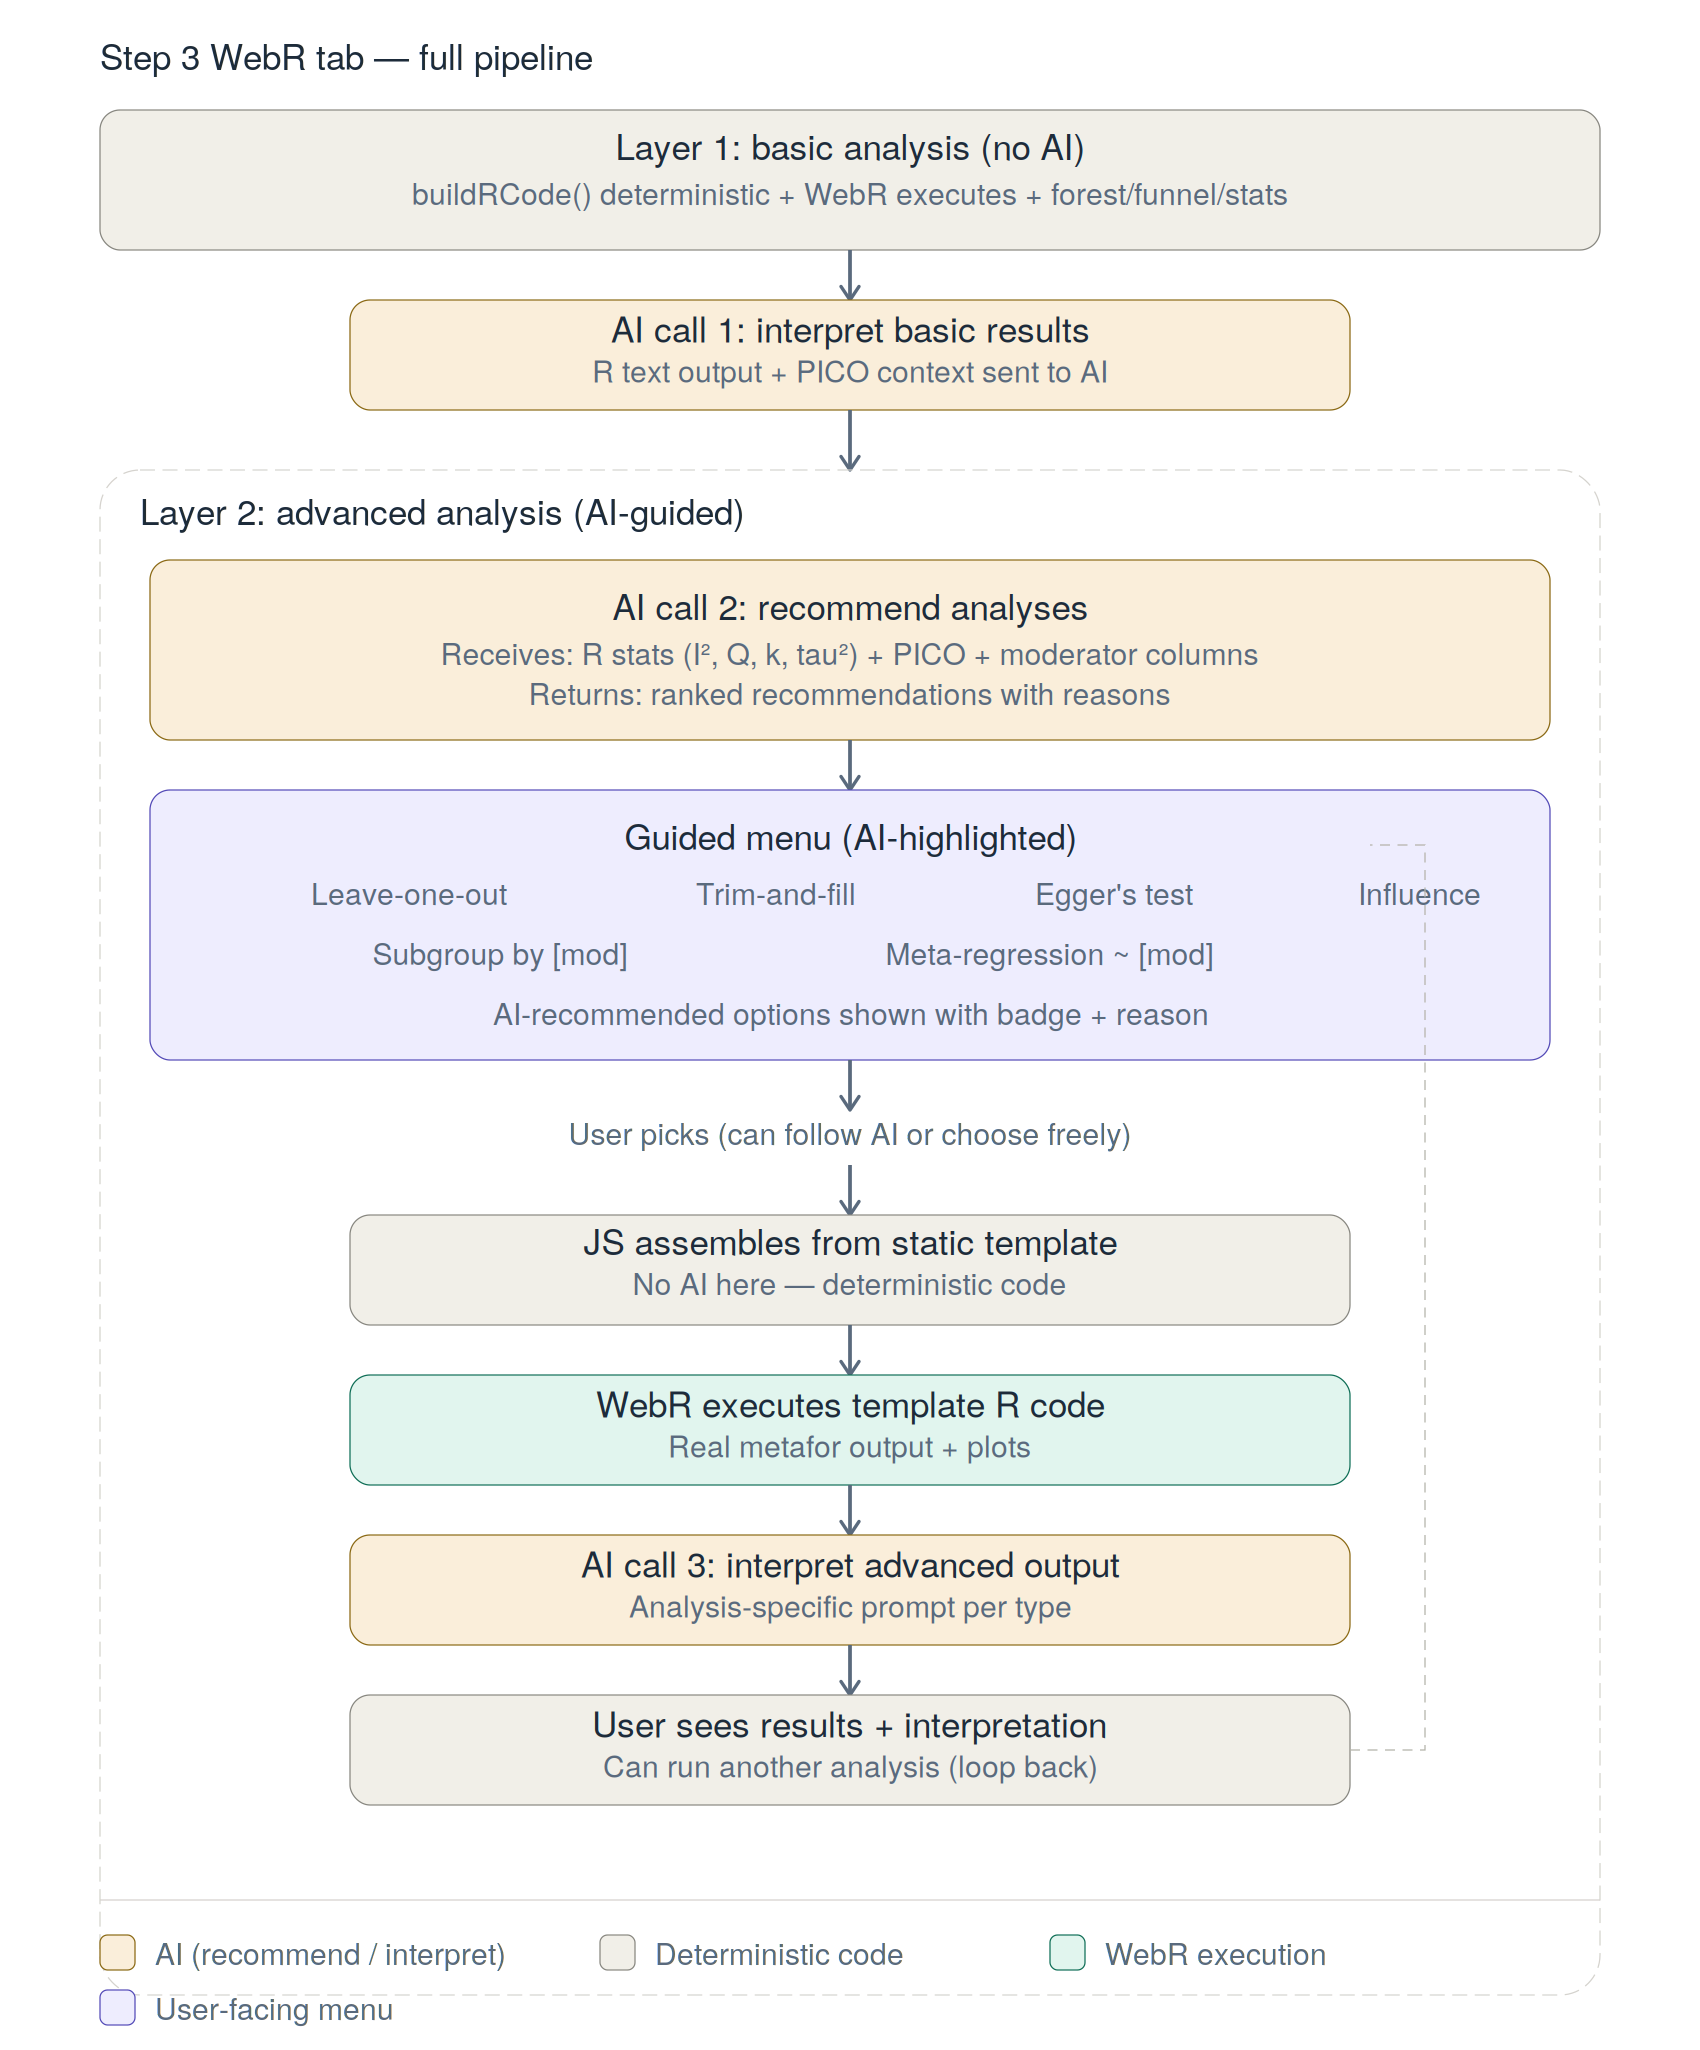 Step 3 WebR tab — full pipeline
Layer 1: basic analysis (no AI)
buildRCode() deterministic + WebR executes + forest/funnel/stats
AI call 1: interpret basic results
R text output + PICO context sent to AI
Layer 2: advanced analysis (AI-guided)
AI call 2: recommend analyses
Receives: R stats (I², Q, k, tau²) + PICO + moderator columns
Returns: ranked recommendations with reasons
Guided menu (AI-highlighted)
Leave-one-out Trim-and-fill Egger's test Influence
Subgroup by [mod] Meta-regression ~ [mod]
AI-recommended options shown with badge + reason
User picks (can follow AI or choose freely)
JS assembles from static template
No AI here — deterministic code
WebR executes template R code
Real metafor output + plots
AI call 3: interpret advanced output
Analysis-specific prompt per type
User sees results + interpretation
Can run another analysis (loop back)
AI (recommend / interpret) Deterministic code WebR execution
User-facing menu